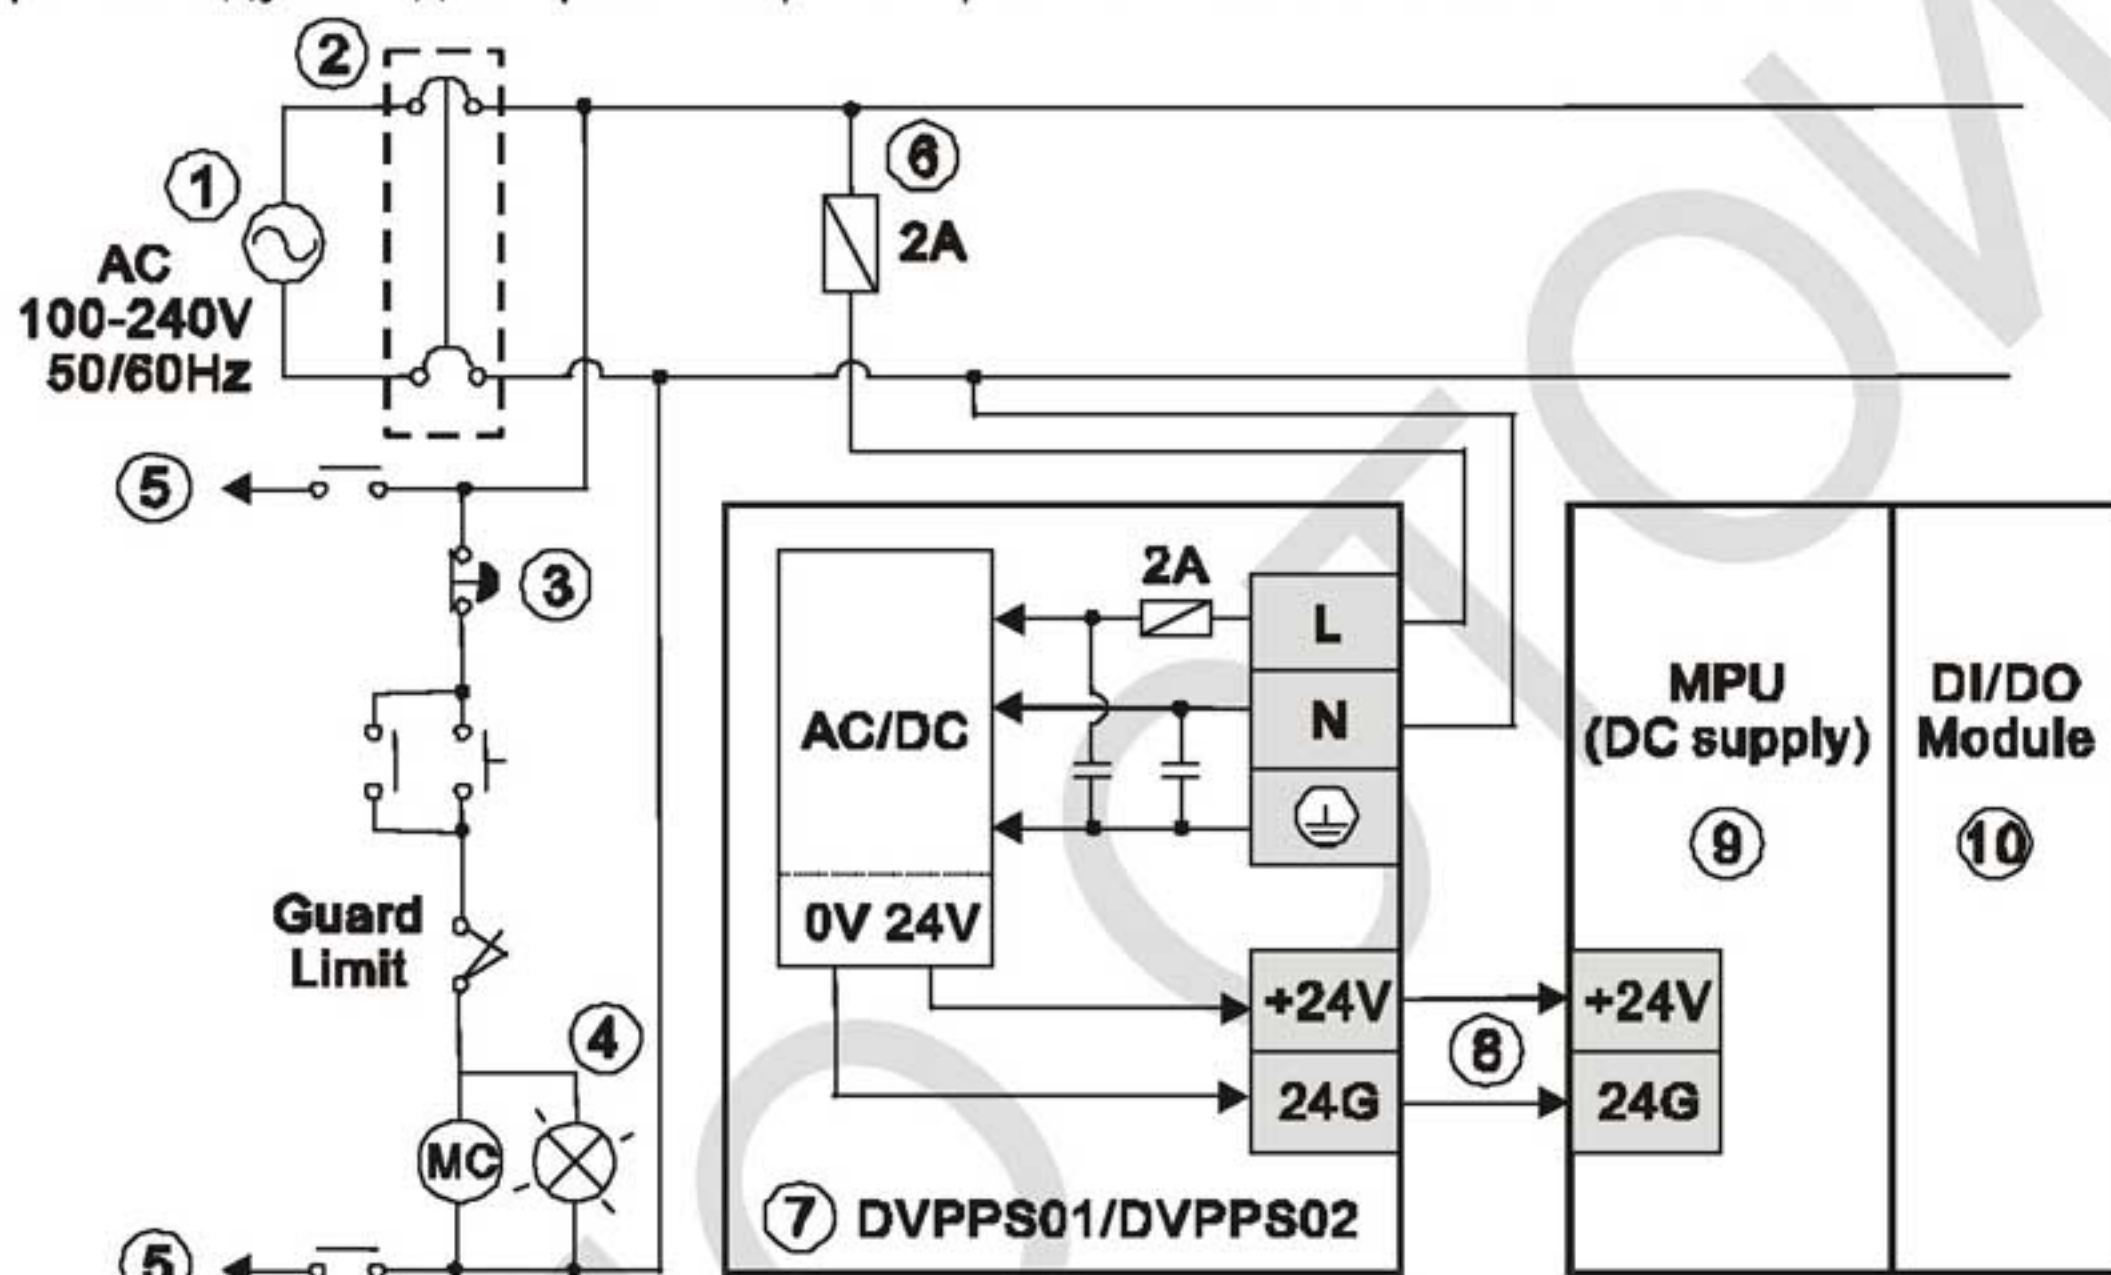 2
1
AC
100-240V
50/60Hz
6
2A
5
3
2A
L
N
AC/DC
0V 24V
MPU
(DC supply)
9
DI/DO
Module
10
Guard
Limit
4
+24V
24G
8
+24V
24G
MC
7 DVPPS01/DVPPS02
5